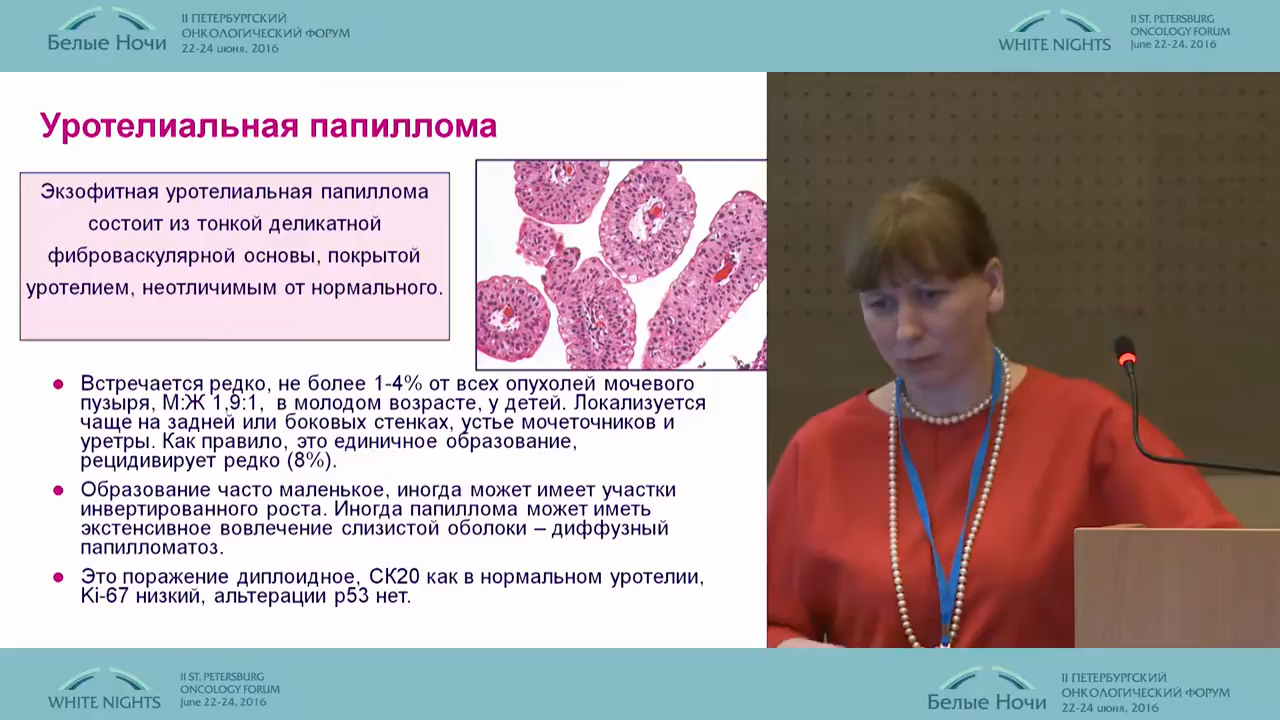 Белые Ночи
II ПЕТЕРБУРГСКИЙ
ОНКОЛОГИЧЕСКИЙ ФОРУМ
22-24 июня, 2016
WHITE NIGHTS
II ST. PETERSBURG
ONCOLOGY FORUM
June 22-24, 2016
Уротелиальная папиллома
Экзофитная уротелиальная папиллома
состоит из тонкой деликатной
фиброваскулярной основы, покрытой
уротелием, неотличимым от нормального.
Встречается редко, не более 1-4% от всех опухолей мочевого
пузыря, М:Ж 1,9:1, в молодом возрасте, у детей. Локализуется
чаще на задней или боковых стенках, устье мочеточников и
уретры. Как правило, это единичное образование,
рецидивирует редко (8%).
Образование часто маленькое, иногда может имеет участки
инвертированного роста. Иногда папиллома может иметь
экстенсивное вовлечение слизистой оболоки – диффузный
папилломатоз.
Это поражение диплоидное, СК20 как в нормальном уротелии,
Ki-67 низкий, альтерации р53 нет.
WHITE NIGHTS
II ST. PETERSBURG
ONCOLOGY FORUM
June 22-24, 2016
Белые Ночи
II ПЕТЕРБУРГСКИЙ
ОНКОЛОГИЧЕСКИЙ ФОРУМ
22-24 июня, 2016